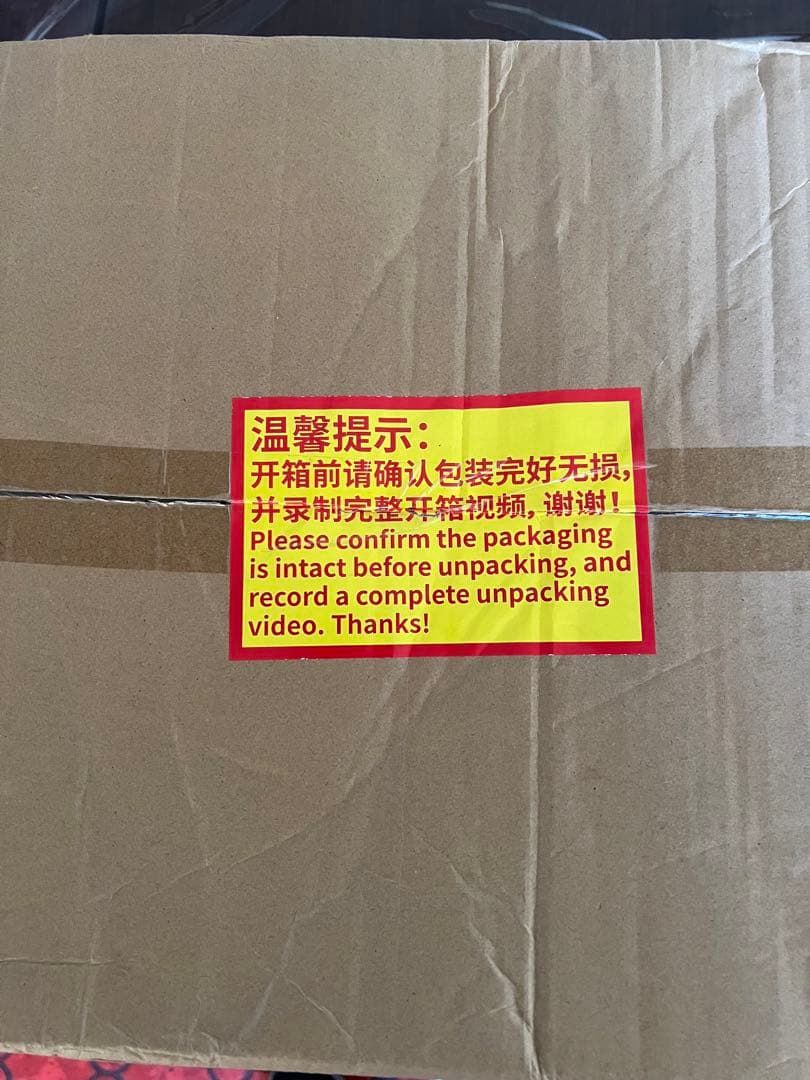 温馨提示：
开箱前请确认包装完好无损，
并录制完整开箱视频，谢谢！
Please confirm the packaging
is intact before unpacking, and
record a complete unpacking
video. Thanks!